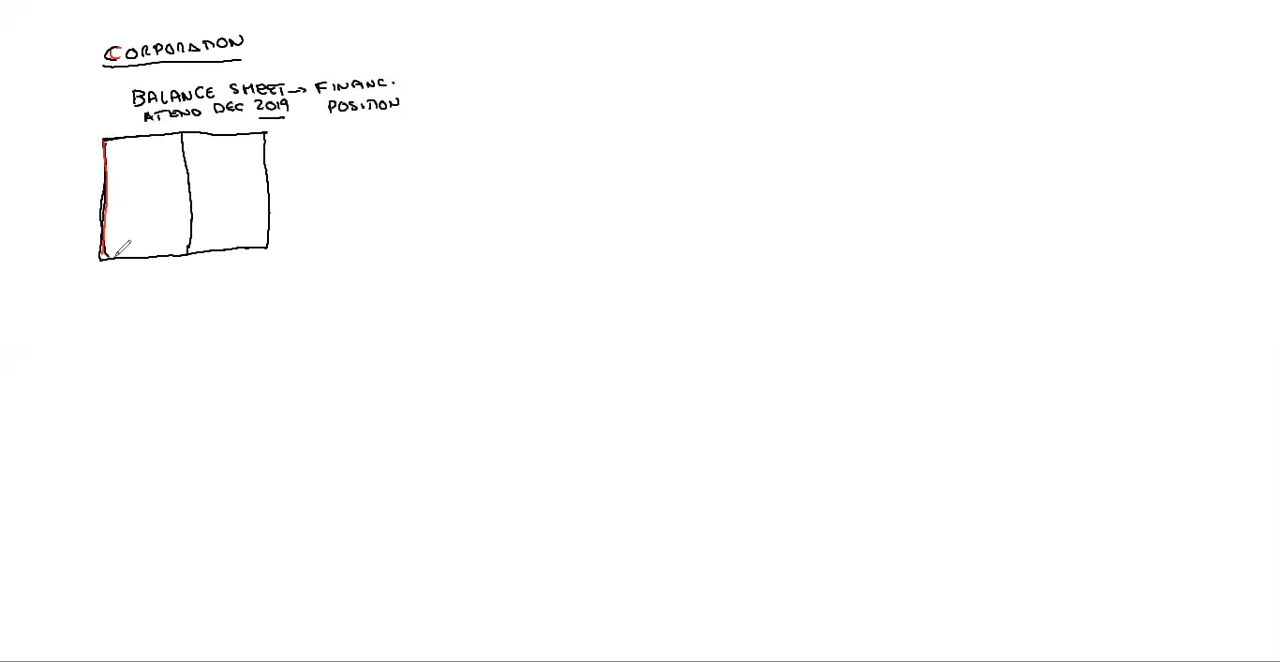 CORPORATION
BALANCE SHEET → FINANC.
AT END DEC 2019 POSITION